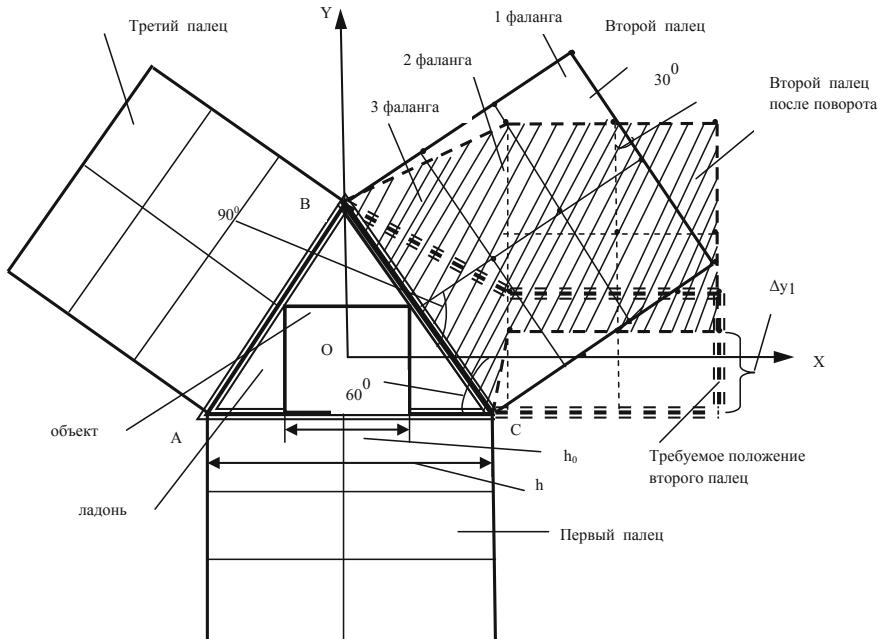 Третий палец
Y
1 фаланга
Второй палец
2 фаланга
30⁰
3 фаланга
Второй палец
после поворота
B
90⁰
Δy₁
O
X
60⁰
объект
A
C
h₀
Требуемое положение
второго палец
h
ладонь
Первый палец